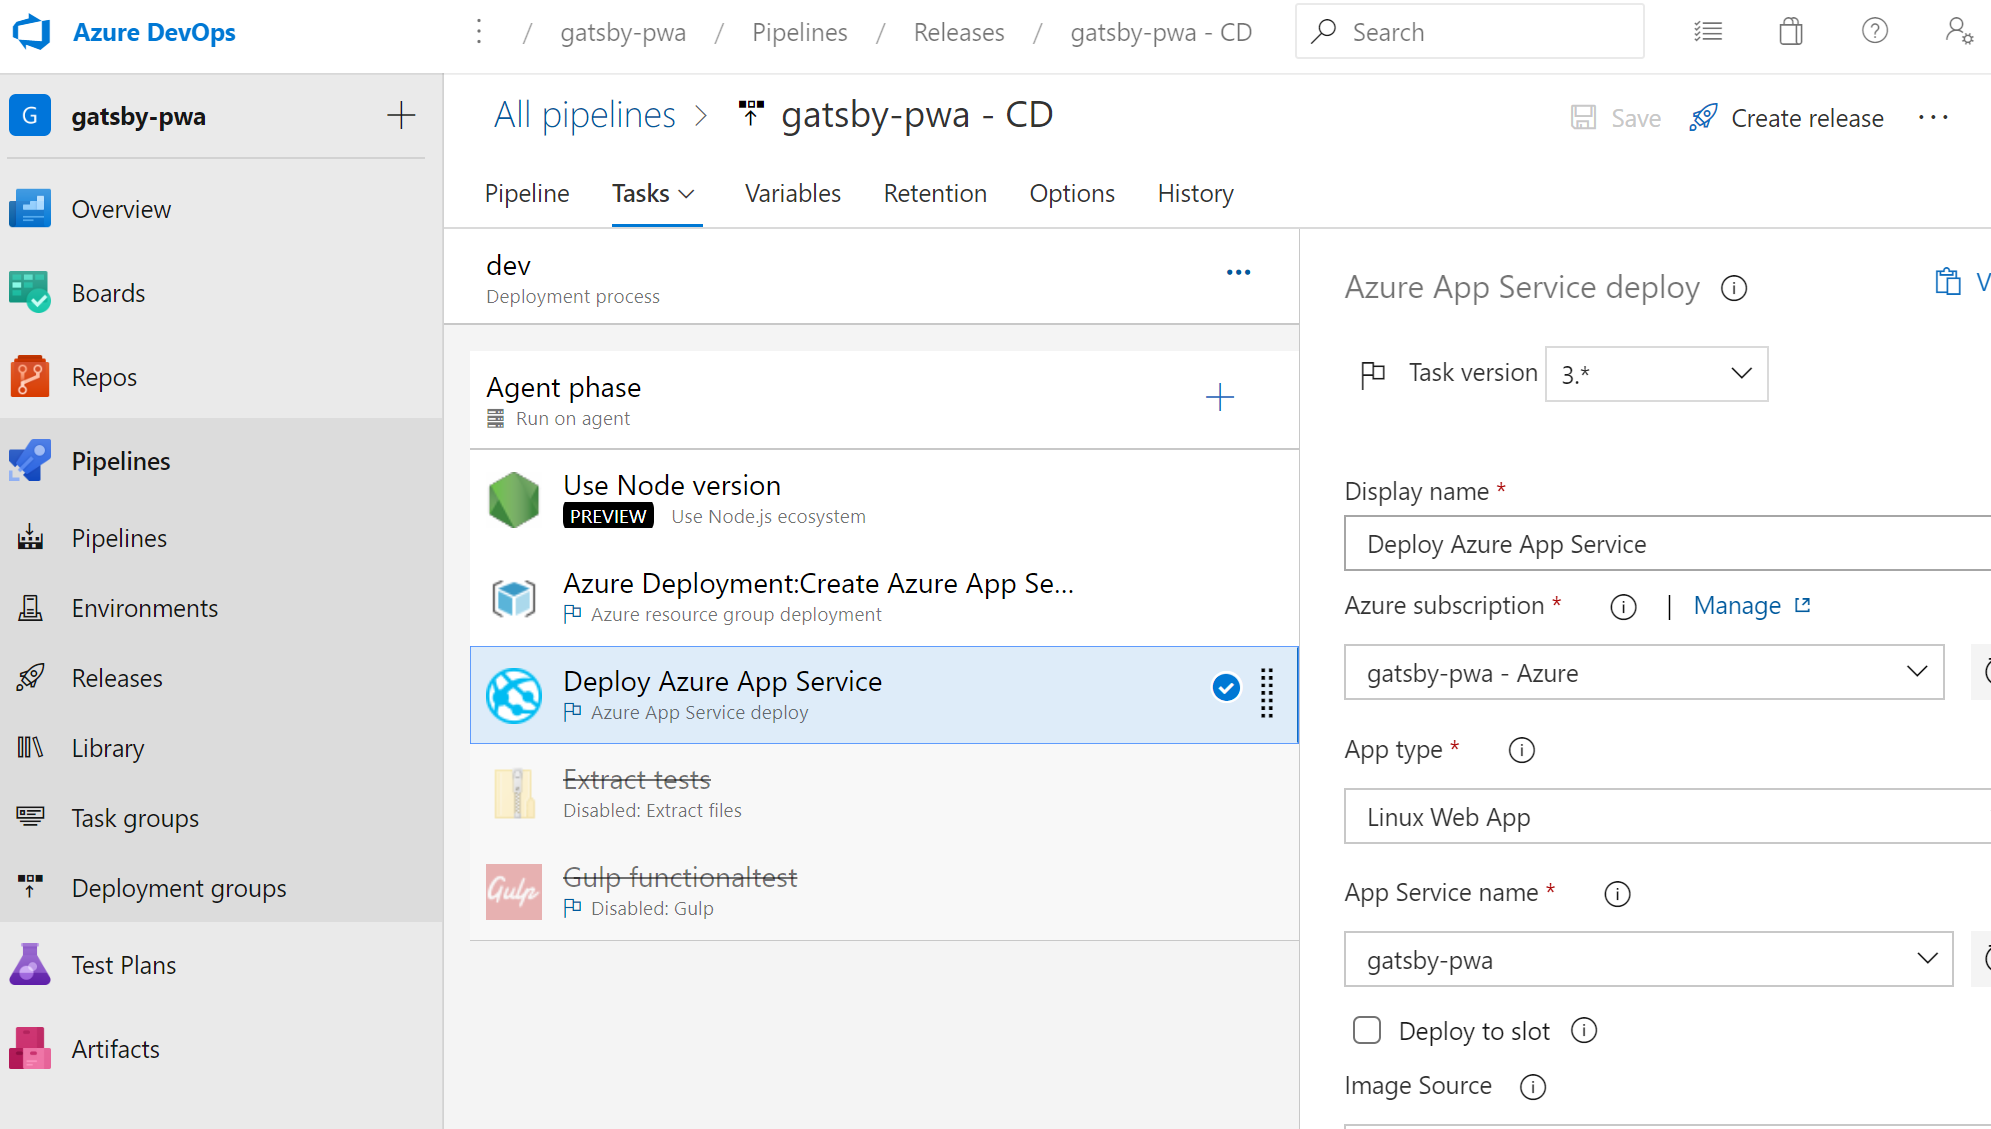 Azure DevOps
/ gatsby-pwa / Pipelines / Releases / gatsby-pwa - CD
Search
G gatsby-pwa
Overview
Boards
Repos
Pipelines
Pipelines
Environments
Releases
Library
Task groups
Deployment groups
Test Plans
Artifacts
All pipelines > gatsby-pwa - CD
Save
Create release
Pipeline Tasks Variables Retention Options History
dev
Deployment process
Agent phase
Run on agent
Use Node version
PREVIEW Use Node.js ecosystem
Azure Deployment:Create Azure App Se...
Azure resource group deployment
Deploy Azure App Service
Azure App Service deploy
Extract tests
Disabled: Extract files
Gulp
Gulp functionaltest
Disabled: Gulp
Azure App Service deploy
V
Task version 3.*
Display name *
Deploy Azure App Service
Azure subscription * | Manage
gatsby-pwa - Azure
App type *
Linux Web App
App Service name *
gatsby-pwa
Deploy to slot
Image Source